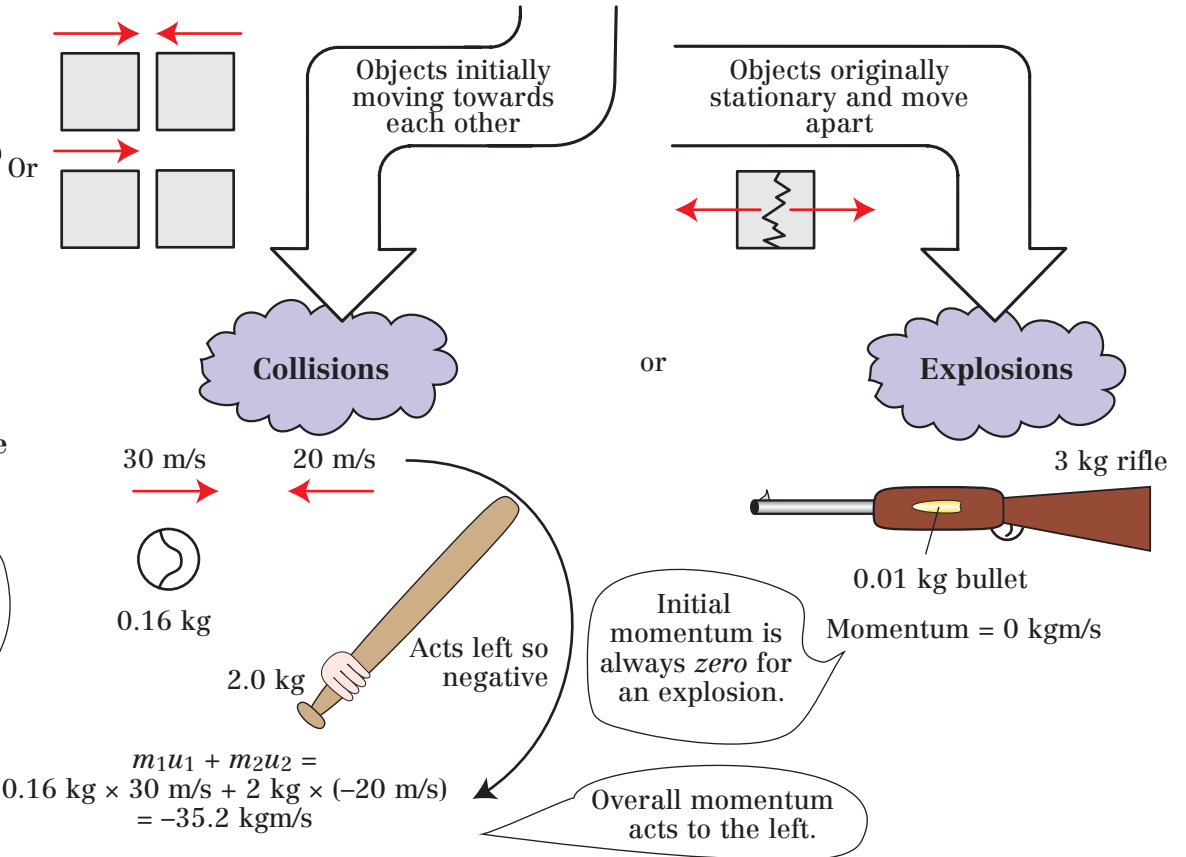 Objects initially
moving towards
each other
Objects originally
stationary and move
apart
Or
Collisions
or
Explosions
e
30 m/s
20 m/s
0.16 kg
2.0 kg
Acts left so
negative
m₁u₁ + m₂u₂ =
0.16 kg × 30 m/s + 2 kg × (–20 m/s)
= –35.2 kgm/s
3 kg rifle
0.01 kg bullet
Momentum = 0 kgm/s
Initial
momentum is
always zero for
an explosion.
Overall momentum
acts to the left.